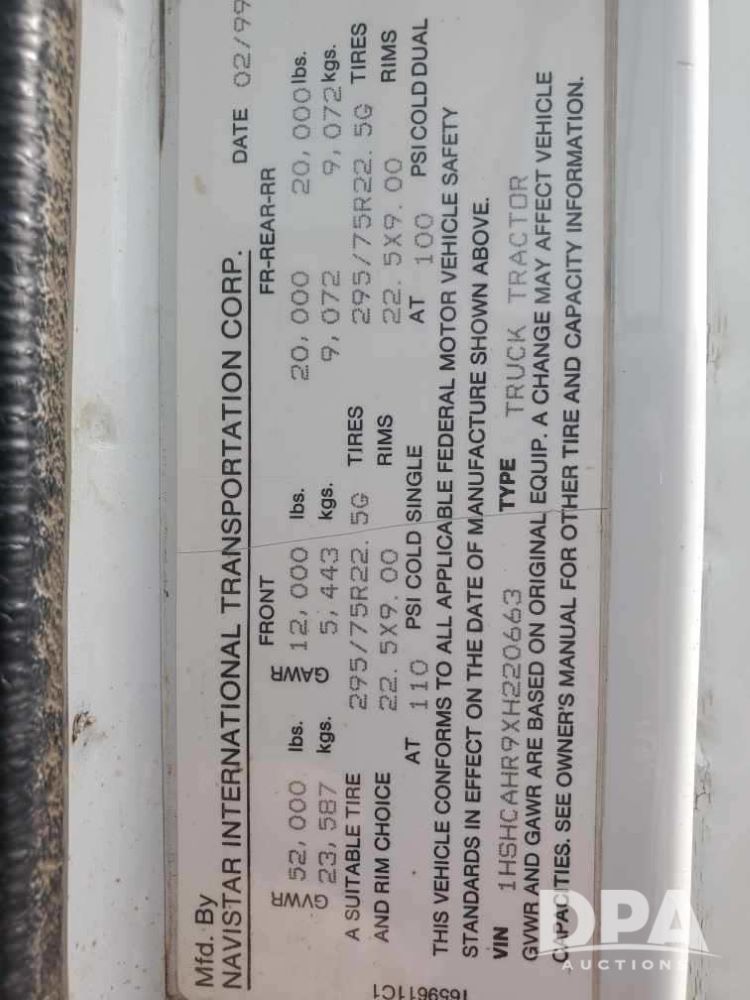 Mfd. By
NAVISTAR INTERNATIONAL TRANSPORTATION CORP. DATE 02/99
FRONT FR-REAR-RR
GVWR 52,000 lbs. GAWR 12,000 lbs. 20,000 20,000 lbs.
23,587 kgs. 5,443 kgs. 9,072 9,072 kgs.
A SUITABLE TIRE 295/75R22.5G TIRES 295/75R22.5G TIRES
AND RIM CHOICE 22.5X9.00 RIMS 22.5X9.00 RIMS
AT 110 PSI COLD SINGLE AT 100 PSI COLD DUAL
THIS VEHICLE CONFORMS TO ALL APPLICABLE FEDERAL MOTOR VEHICLE SAFETY
STANDARDS IN EFFECT ON THE DATE OF MANUFACTURE SHOWN ABOVE.
VIN 1HSHCAHR9XH220663 TYPE TRUCK TRACTOR
GVWR AND GAWR ARE BASED ON ORIGINAL EQUIP. A CHANGE MAY AFFECT VEHICLE
CAPACITIES. SEE OWNER'S MANUAL FOR OTHER TIRE AND CAPACITY INFORMATION.
1659611C1
DPA
AUCTIONS